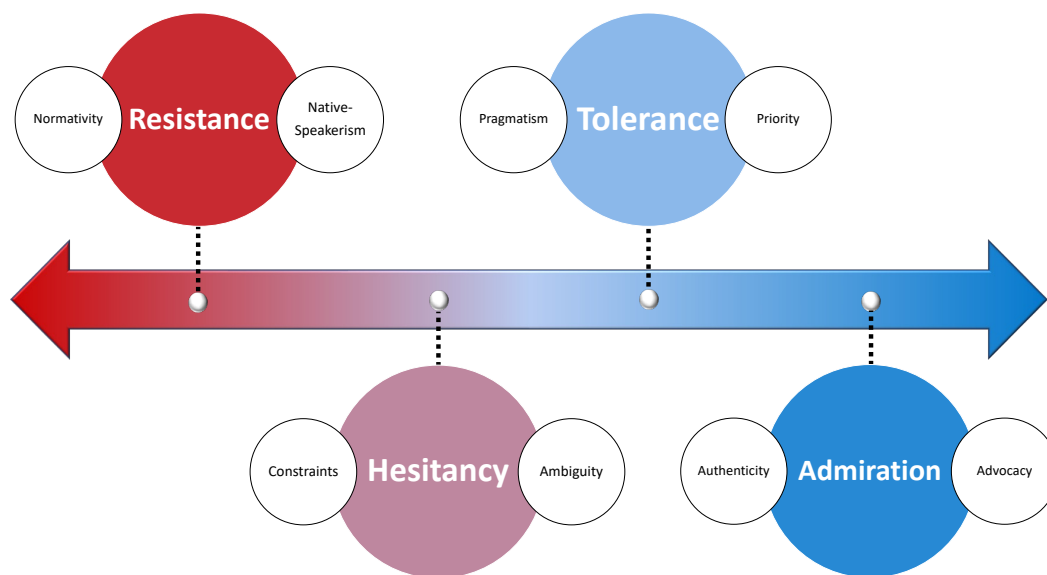 Normativity
Resistance
Native-
Speakerism
Pragmatism
Tolerance
Priority
Constraints
Hesitancy
Ambiguity
Authenticity
Admiration
Advocacy